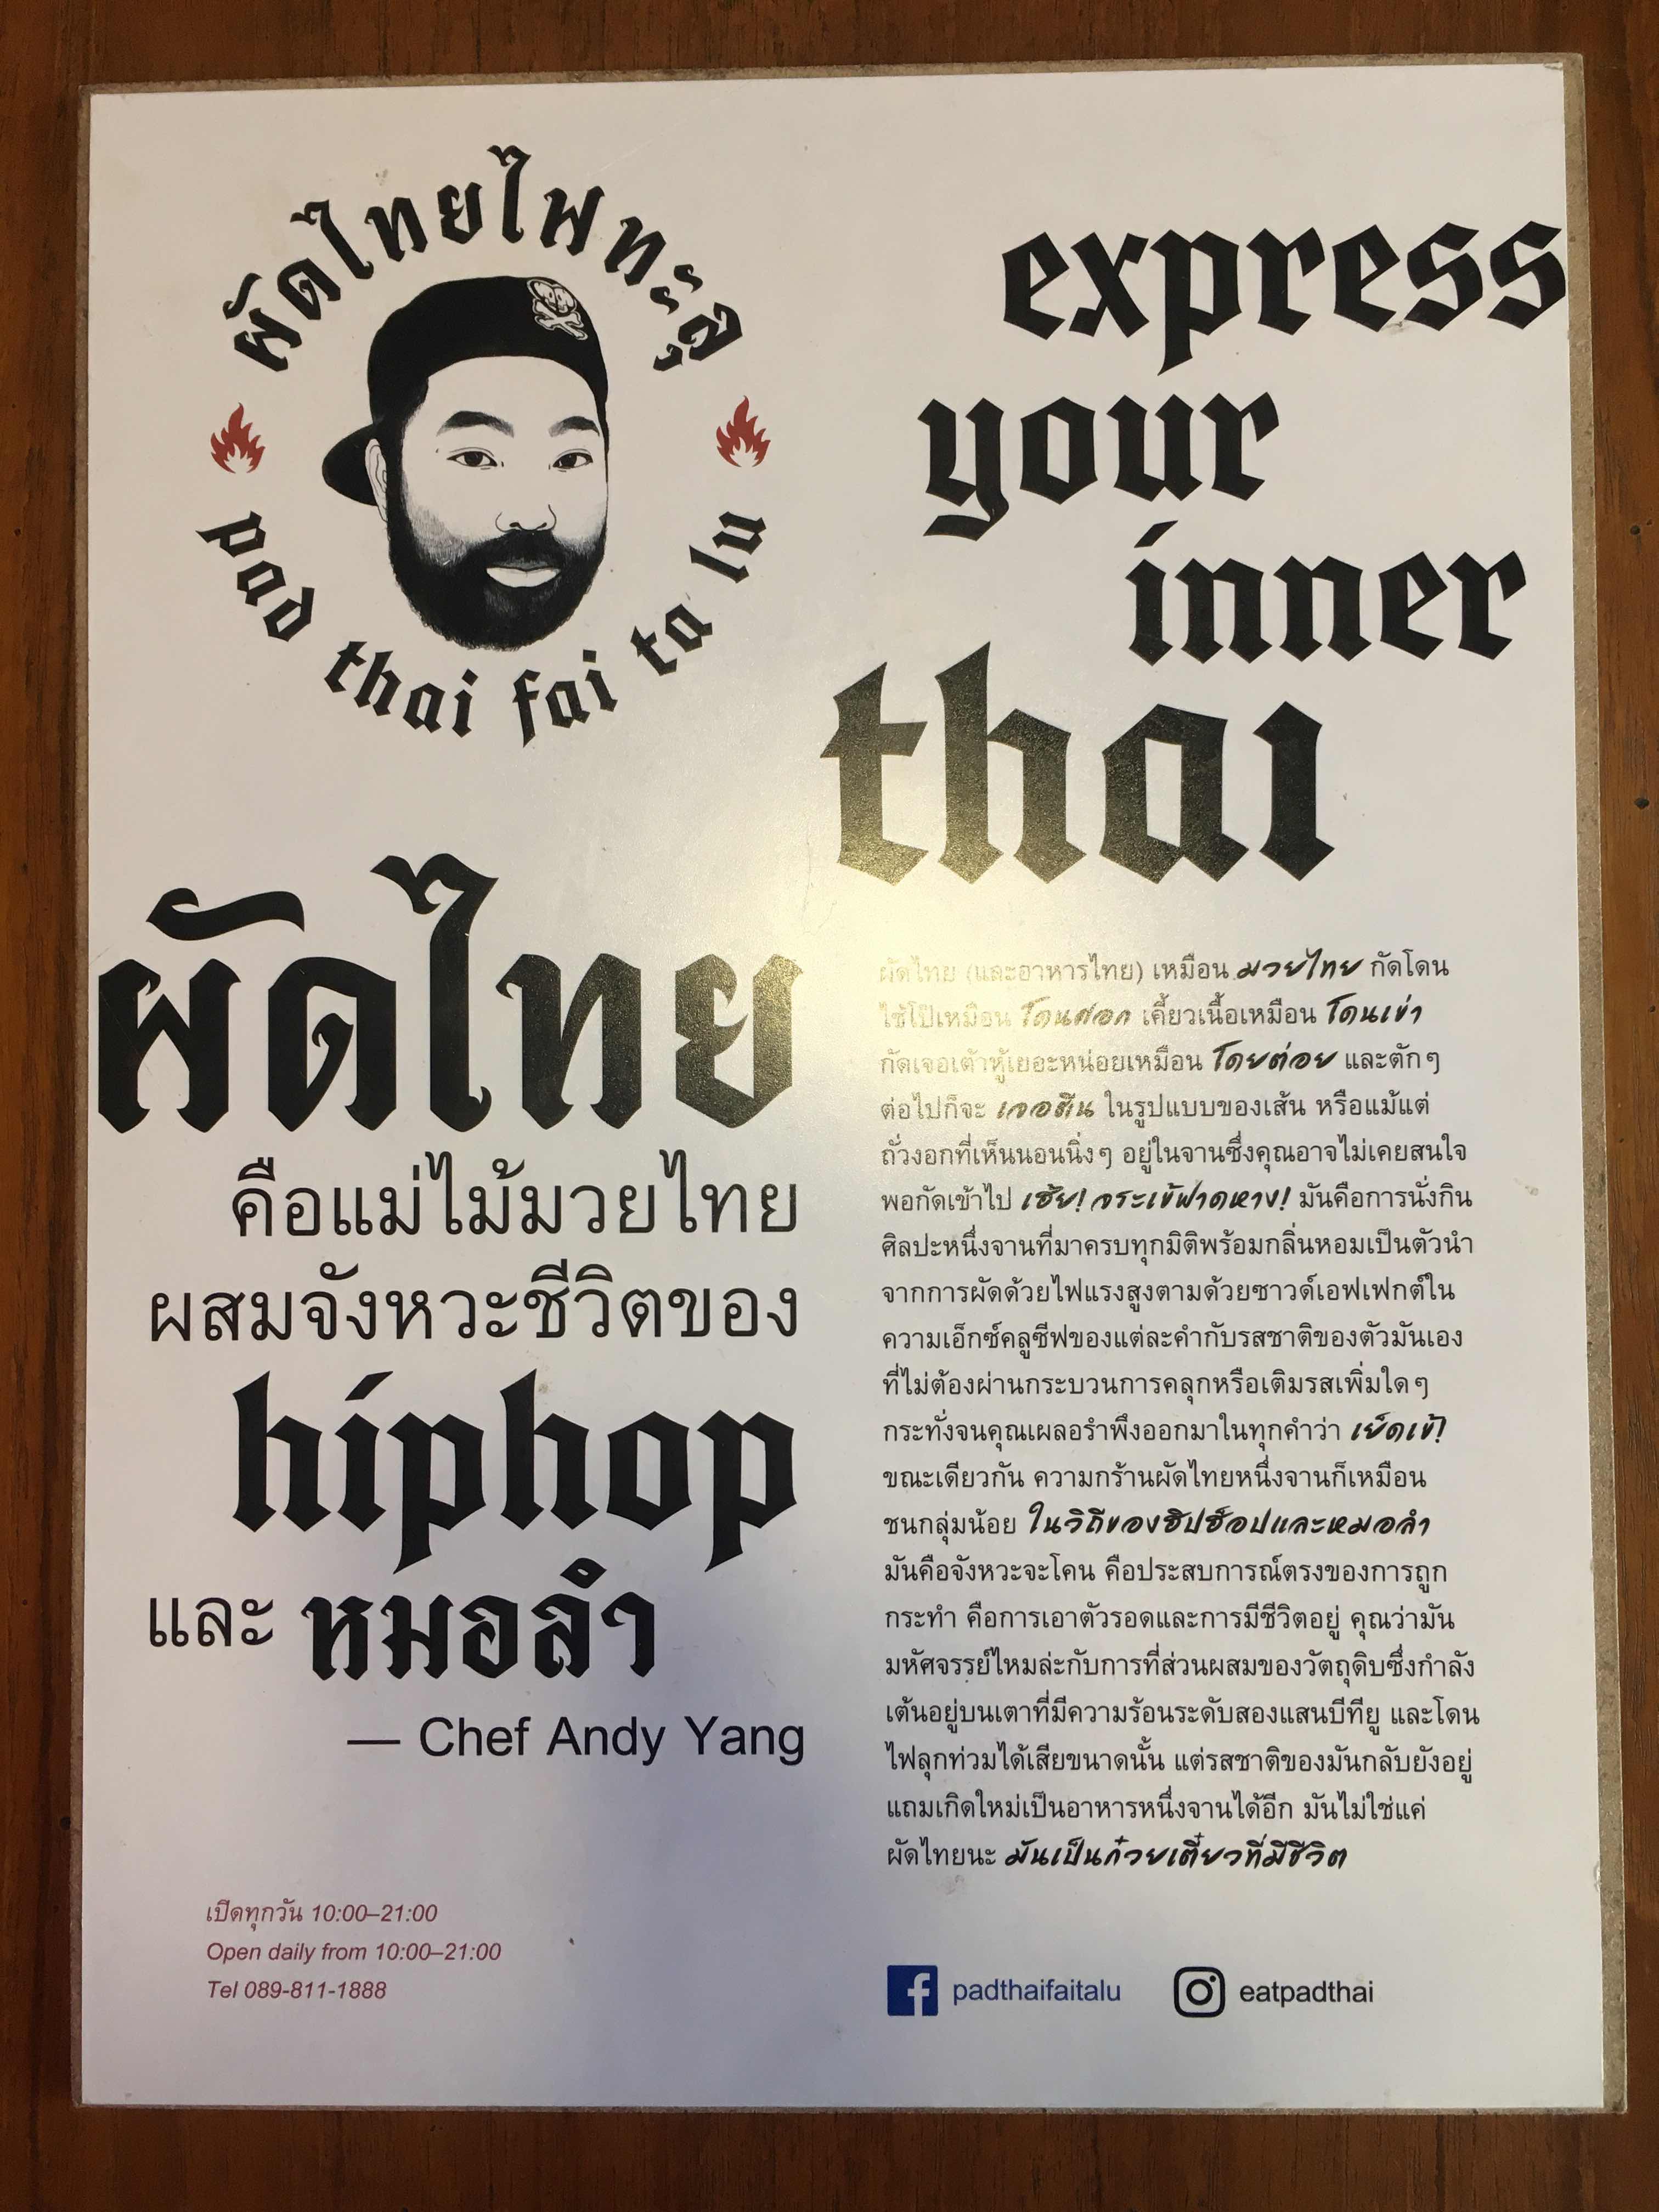 ผัดไทยไฟทะลุ
pad thai fai ta lu
express
your
inner
thai
ผัดไทย
คือแม่ไม้มวยไทย
ผสมจังหวะชีวิตของ
hiphop
และ หมอลำ
— Chef Andy Yang
ผัดไทย (และอาหารไทย) เหมือน มวยไทย กัดโดน
ไช้โป๊เหมือน โดนศอก เคี้ยวเนื้อเหมือน โดนเข่า
กัดเจอเต้าหู้เยอะหน่อยเหมือน โดยต่อย และตักๆ
ต่อไปก็จะ เจอตีน ในรูปแบบของเส้น หรือแม้แต่
ถั่วงอกที่เห็นนอนนิ่งๆ อยู่ในจานซึ่งคุณอาจไม่เคยสนใจ
พอกัดเข้าไป เฮ้ย! จระเข้ฟาดหาง! มันคือการนั่งกิน
ศิลปะหนึ่งจานที่มาครบทุกมิติพร้อมกลิ่นหอมเป็นตัวนำ
จากการผัดด้วยไฟแรงสูงตามด้วยซาวด์เอฟเฟกต์ใน
ความเอ็กซ์คลูซีฟของแต่ละคำกับรสชาติของตัวมันเอง
ที่ไม่ต้องผ่านกระบวนการคลุกหรือเติมรสเพิ่มใดๆ
กระทั่งจนคุณเผลอรำพึงออกมาในทุกคำว่า เย็ดเข้!
ขณะเดียวกัน ความกร้านผัดไทยหนึ่งจานก็เหมือน
ชนกลุ่มน้อย ในวิถีของฮิปฮ็อปและหมอลำ
มันคือจังหวะจะโคน คือประสบการณ์ตรงของการถูก
กระทำ คือการเอาตัวรอดและการมีชีวิตอยู่ คุณว่ามัน
มหัศจรรย์ไหมล่ะกับการที่ส่วนผสมของวัตถุดิบซึ่งกำลัง
เต้นอยู่บนเตาที่มีความร้อนระดับสองแสนบีทียู และโดน
ไฟลุกท่วมได้เสียขนาดนั้น แต่รสชาติของมันกลับยังอยู่
แถมเกิดใหม่เป็นอาหารหนึ่งจานได้อีก มันไม่ใช่แค่
ผัดไทยนะ มันเป็นก๋วยเตี๋ยวที่มีชีวิต
เปิดทุกวัน 10:00–21:00
Open daily from 10:00–21:00
Tel 089-811-1888
padthaifaitalu
eatpadthai